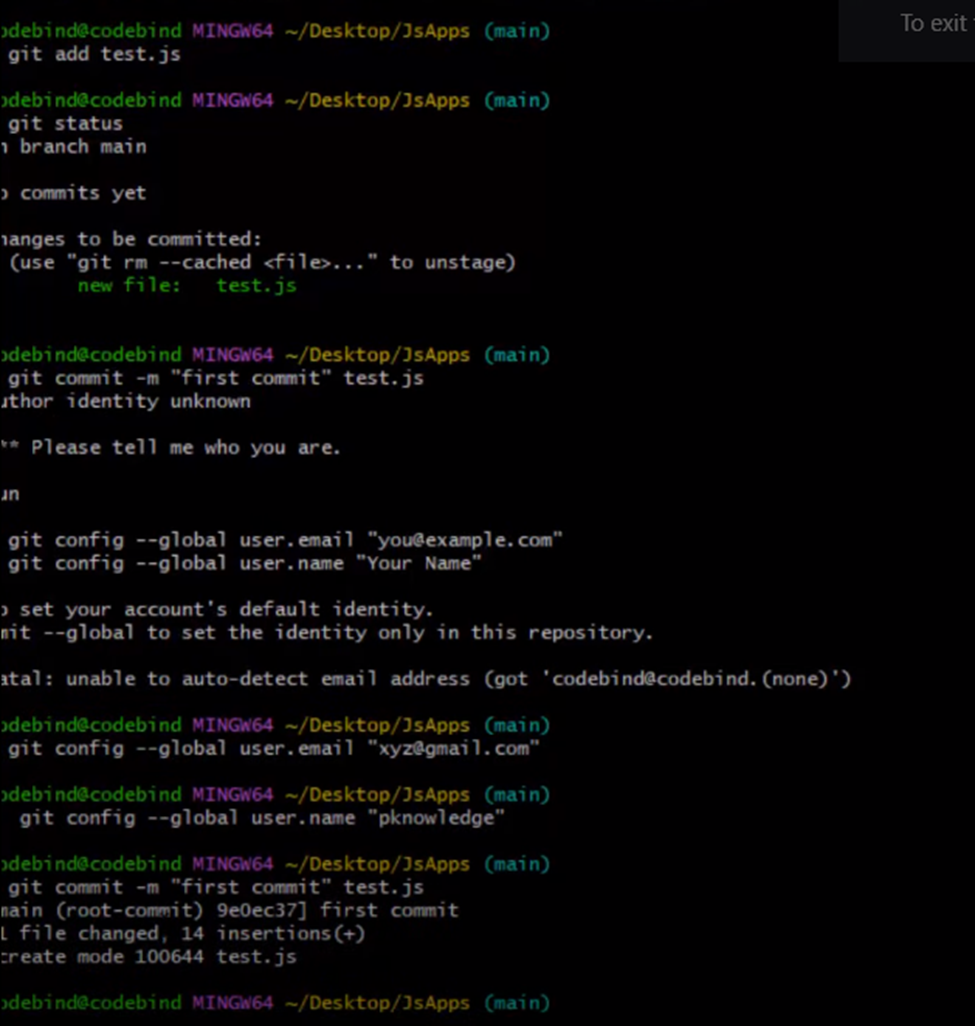 To exit
odebind@codebind MINGW64 ~/Desktop/JsApps (main)
git add test.js
odebind@codebind MINGW64 ~/Desktop/JsApps (main)
git status
n branch main
o commits yet
hanges to be committed:
(use "git rm --cached <file>..." to unstage)
new file: test.js
odebind@codebind MINGW64 ~/Desktop/JsApps (main)
git commit -m "first commit" test.js
uthor identity unknown
** Please tell me who you are.
un
git config --global user.email "you@example.com"
git config --global user.name "Your Name"
o set your account's default identity.
mit --global to set the identity only in this repository.
atal: unable to auto-detect email address (got 'codebind@codebind.(none)')
odebind@codebind MINGW64 ~/Desktop/JsApps (main)
git config --global user.email "xyz@gmail.com"
odebind@codebind MINGW64 ~/Desktop/JsApps (main)
git config --global user.name "pknowledge"
odebind@codebind MINGW64 ~/Desktop/JsApps (main)
git commit -m "first commit" test.js
main (root-commit) 9e0ec37] first commit
1 file changed, 14 insertions(+)
create mode 100644 test.js
odebind@codebind MINGW64 ~/Desktop/JsApps (main)